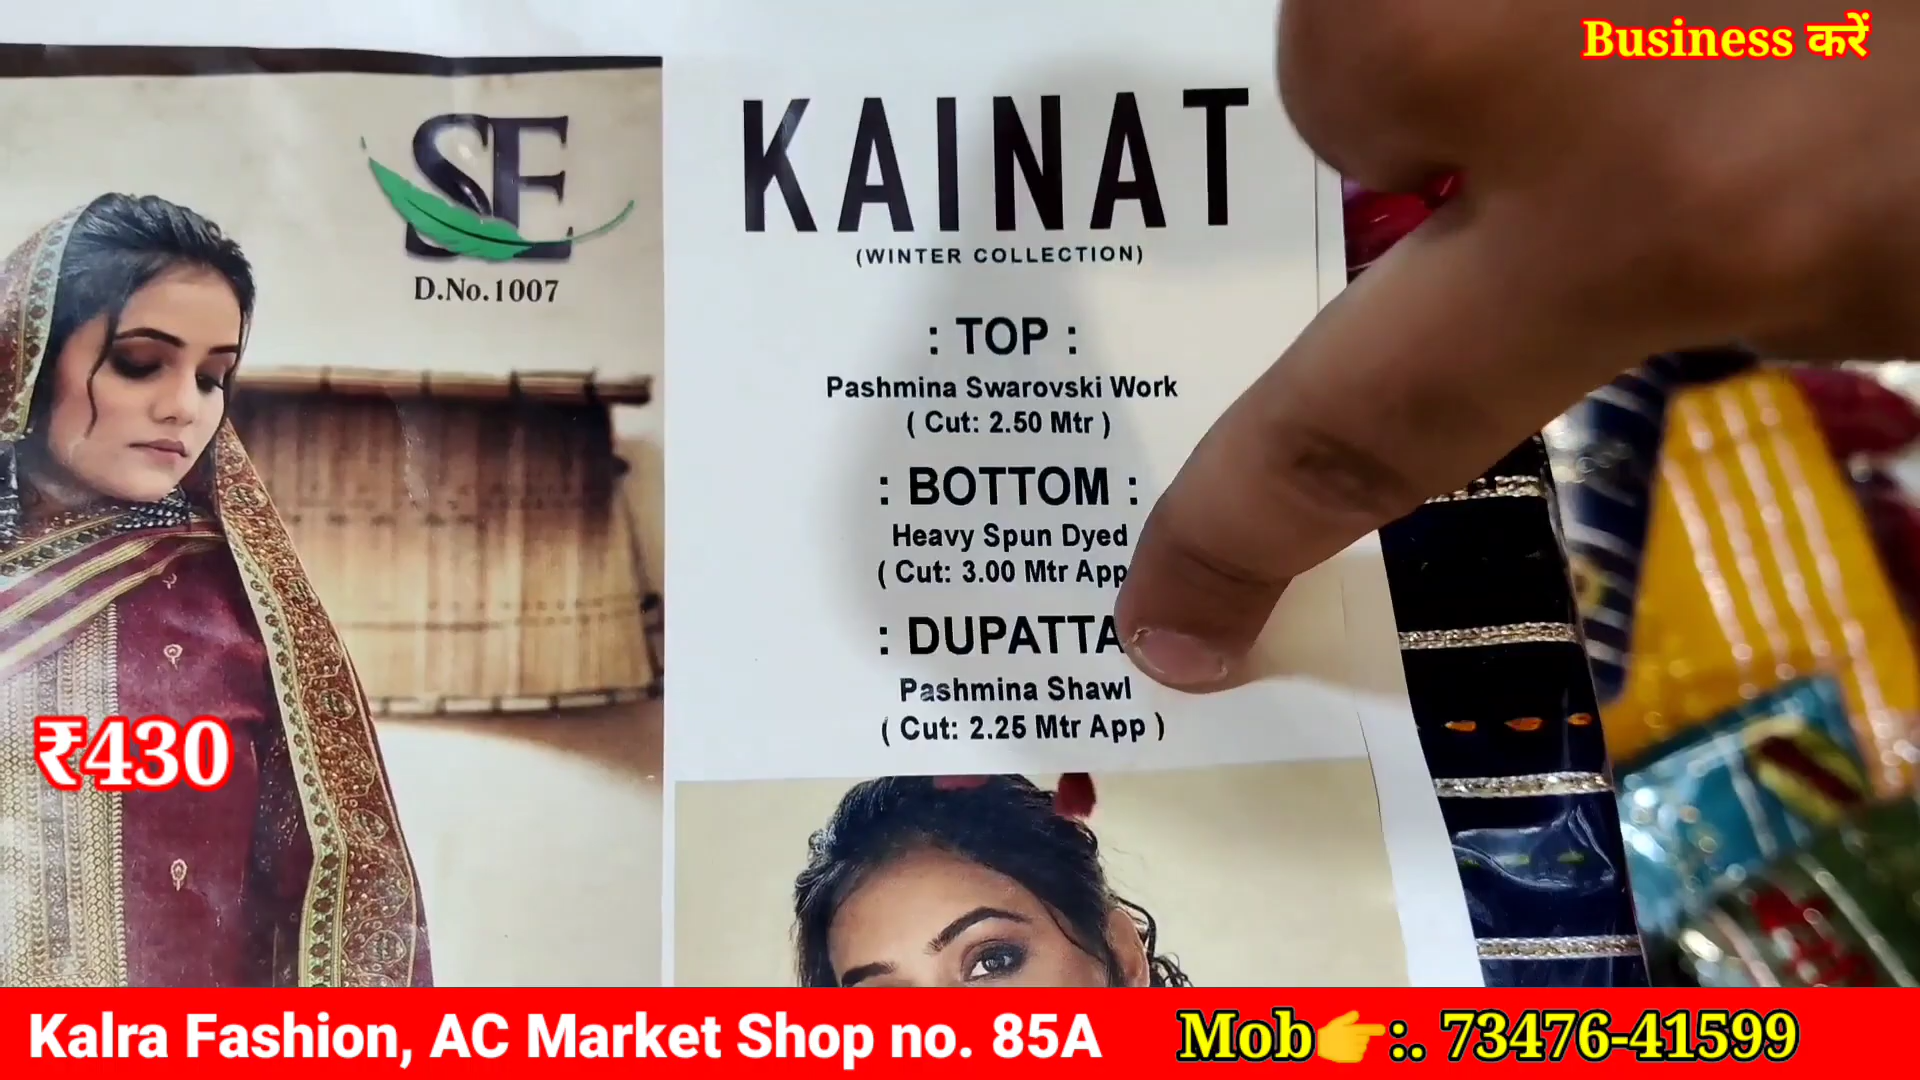 Business करें
SE
D.No.1007
KAINAT
(WINTER COLLECTION)
: TOP :
Pashmina Swarovski Work
( Cut: 2.50 Mtr )
: BOTTOM :
Heavy Spun Dyed
( Cut: 3.00 Mtr App
: DUPATTA
Pashmina Shawl
( Cut: 2.25 Mtr App )
₹430
Kalra Fashion, AC Market Shop no. 85A
Mob👉:. 73476-41599